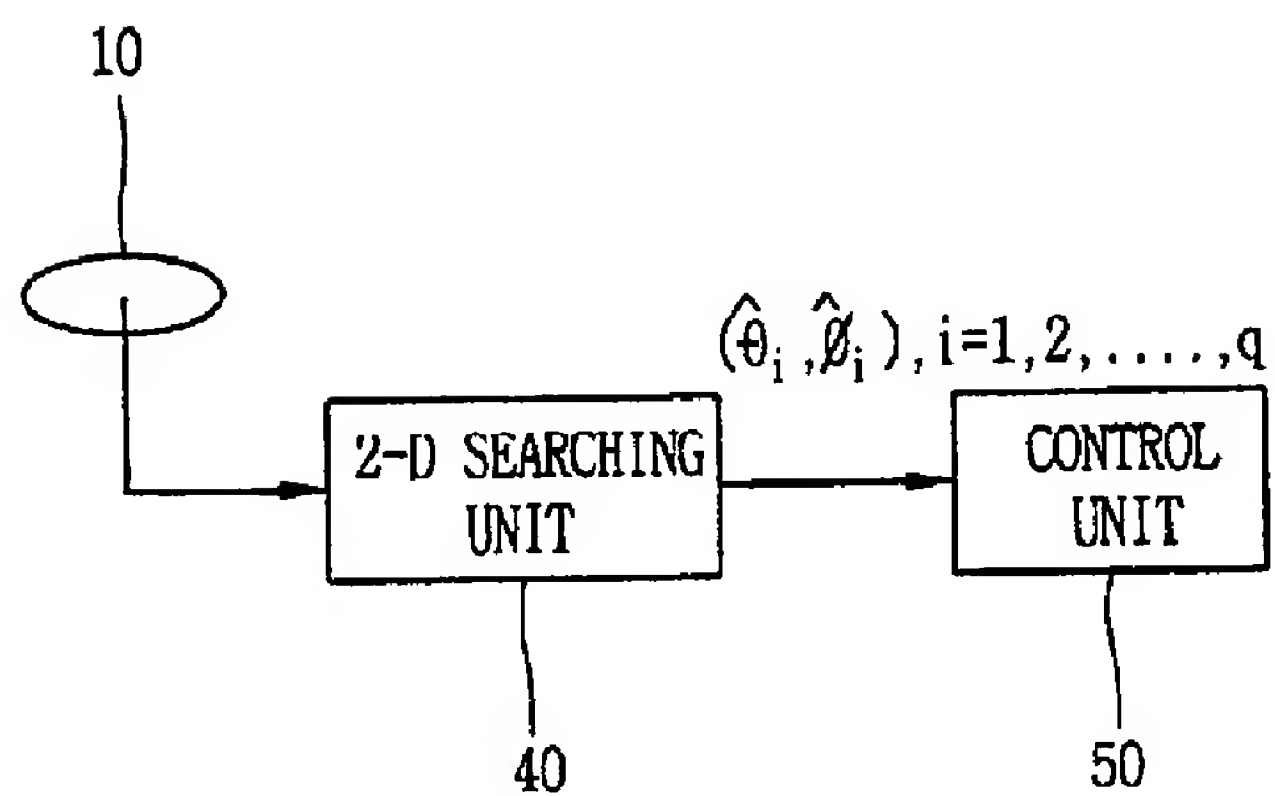 10
(θ̂i,ø̂i),i=1,2,....,q
2-D SEARCHING
UNIT
CONTROL
UNIT
40
50